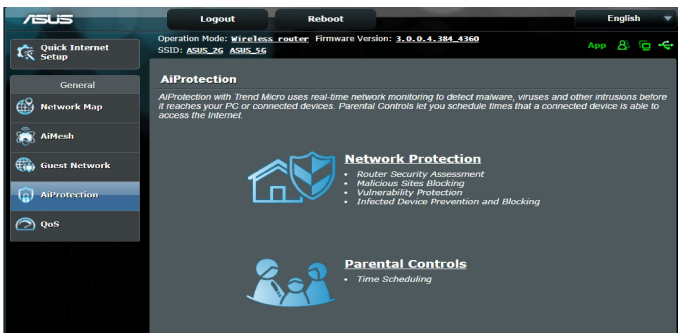 ASUS
Logout
Reboot
English
Quick Internet
Setup
Operation Mode: Wireless router Firmware Version: 3.0.0.4.384_4360
SSID: ASUS_2G ASUS_5G
App
General
Network Map
AiMesh
Guest Network
AiProtection
QoS
AiProtection
AiProtection with Trend Micro uses real-time network monitoring to detect malware, viruses and other intrusions before
it reaches your PC or connected devices. Parental Controls let you schedule times that a connected device is able to
access the Internet.
Network Protection
• Router Security Assessment
• Malicious Sites Blocking
• Vulnerability Protection
• Infected Device Prevention and Blocking
Parental Controls
• Time Scheduling